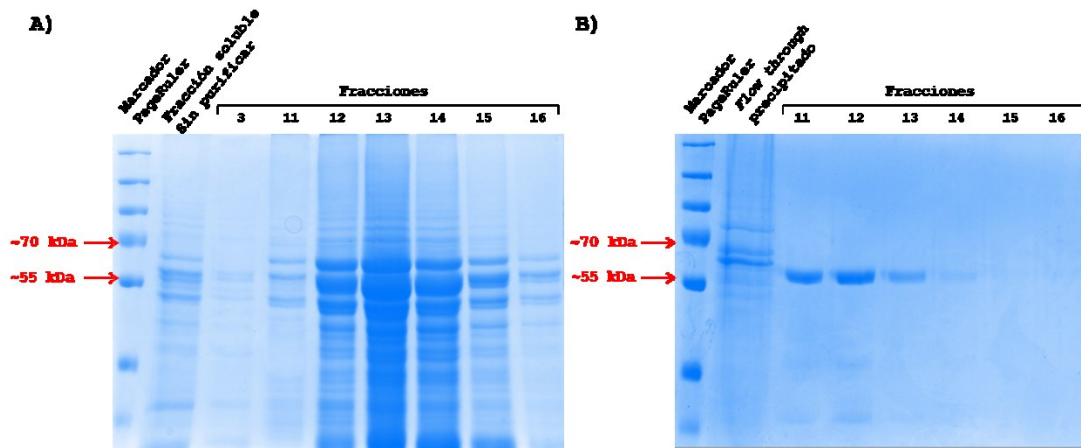 A)
Marcador
PageRuler
Fracción soluble
Sin purificar
Fracciones
3 11 12 13 14 15 16
~70 kDa
~55 kDa
B)
Marcador
PageRuler
Flow through
precipitado
Fracciones
11 12 13 14 15 16
~70 kDa
~55 kDa